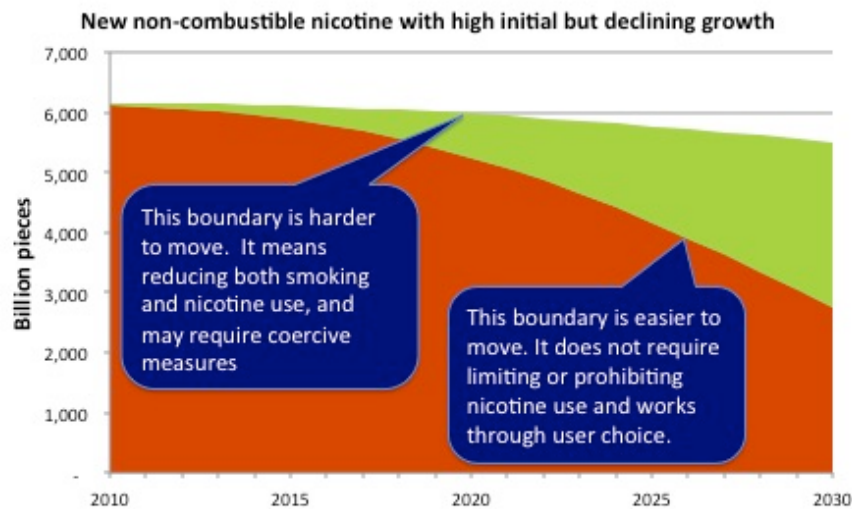 New non-combustible nicotine with high initial but declining growth
7,000
6,000
5,000
4,000
3,000
2,000
1,000
-
Billion pieces
This boundary is harder
to move. It means
reducing both smoking
and nicotine use, and
may require coercive
measures
This boundary is easier to
move. It does not require
limiting or prohibiting
nicotine use and works
through user choice.
2010 2015 2020 2025 2030